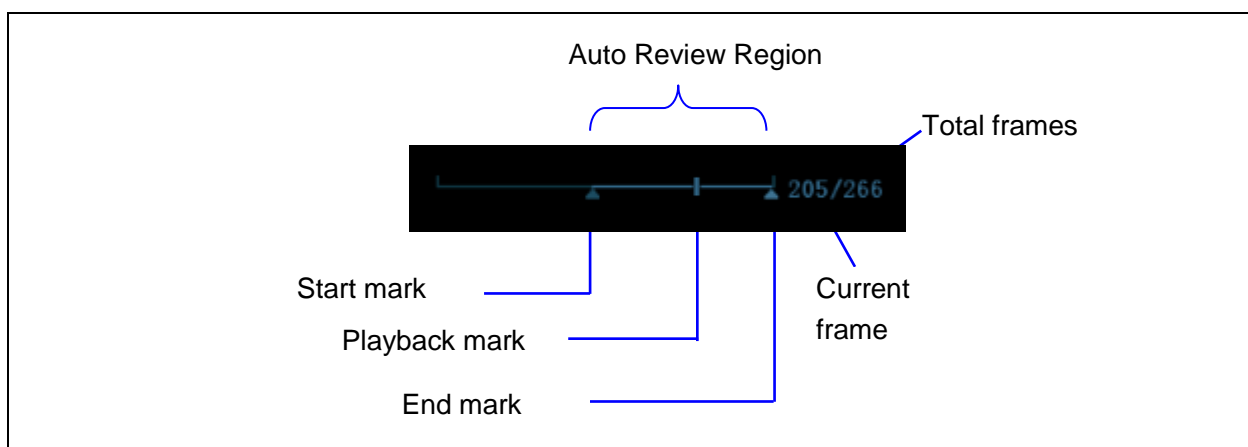 Auto Review Region
Total frames
205/266
Start mark
Current
frame
Playback mark
End mark